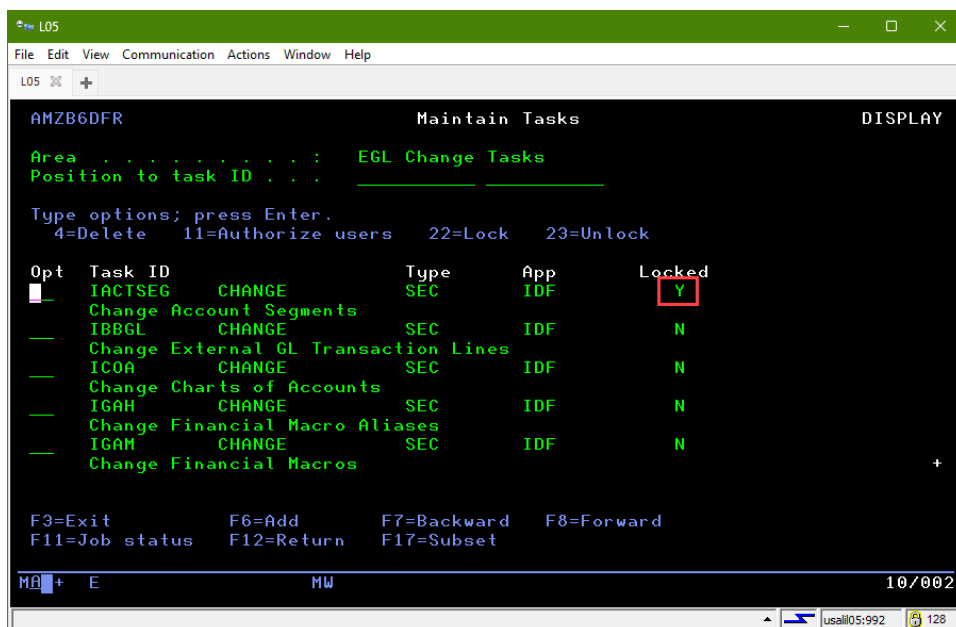 L05
File Edit View Communication Actions Window Help
L05
AMZB6DFR Maintain Tasks DISPLAY
Area . . . . . . . . . . : EGL Change Tasks
Position to task ID . . .
Type options; press Enter.
4=Delete 11=Authorize users 22=Lock 23=Unlock
Opt Task ID Type App Locked
IACTSEG CHANGE SEC IDF Y
Change Account Segments
IBBGL CHANGE SEC IDF N
Change External GL Transaction Lines
ICOA CHANGE SEC IDF N
Change Charts of Accounts
IGAH CHANGE SEC IDF N
Change Financial Macro Aliases
IGAM CHANGE SEC IDF N
Change Financial Macros +
F3=Exit F6=Add F7=Backward F8=Forward
F11=Job status F12=Return F17=Subset
MA + E MW 10/002
usalil05:992 128